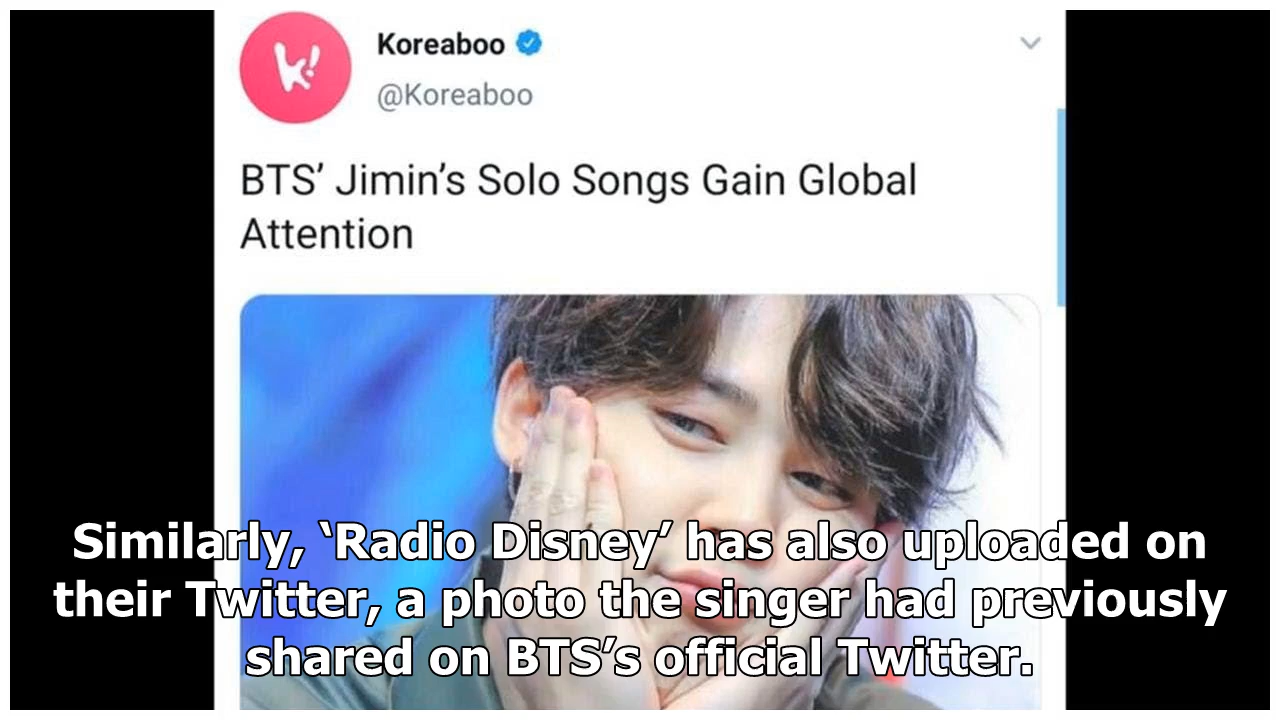 k!
Koreaboo
@Koreaboo
BTS’ Jimin’s Solo Songs Gain Global
Attention
Similarly, ‘Radio Disney’ has also uploaded on
their Twitter, a photo the singer had previously
shared on BTS’s official Twitter.